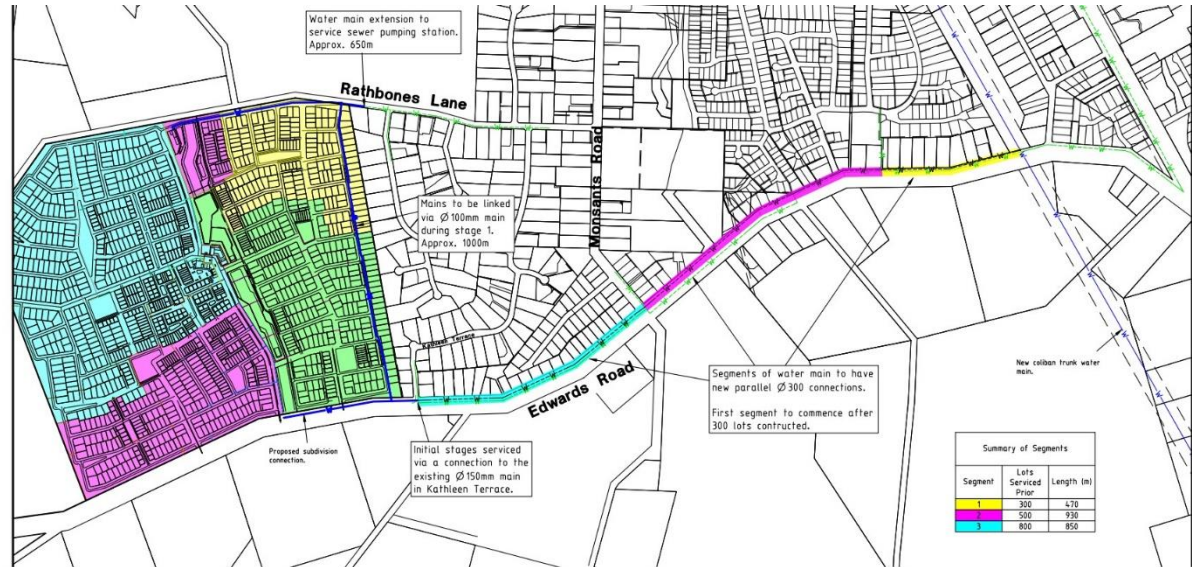 Water main extension to
service sewer pumping station.
Approx. 650m
Rathbones Lane
Mains to be linked
via Ø 100mm main
during stage 1.
Approx. 1000m
Monsants Road
Kathleen Terrace
Edwards Road
Segments of water main to have
new parallel Ø 300 connections.
First segment to commence after
300 lots contructed.
New coliban trunk water
main.
Proposed subdivision
connection.
Initial stages serviced
via a connection to the
existing Ø 150mm main
in Kathleen Terrace.
Summary of Segments
Segment Lots Serviced Prior Length (m)
1 300 470
2 500 930
3 800 850